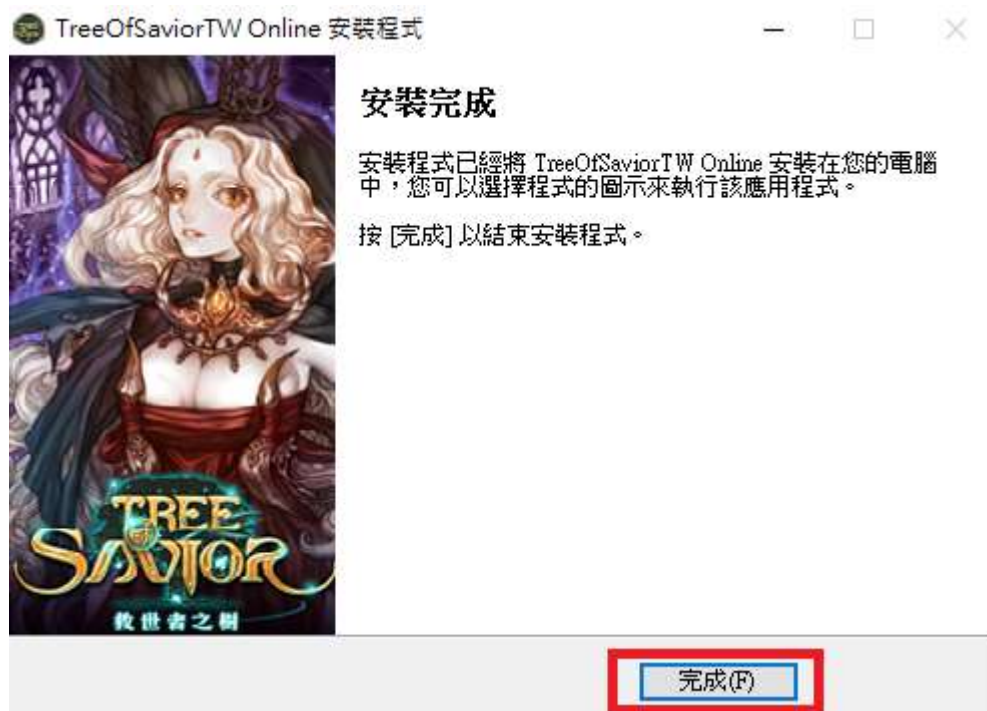 TreeOfSaviorTW Online 安裝程式
安裝完成
安裝程式已經將 TreeOfSaviorTW Online 安裝在您的電腦
中，您可以選擇程式的圖示來執行該應用程式。
按 [完成] 以結束安裝程式。
TREE
of
SAVIOR
救世者之樹
完成(F)